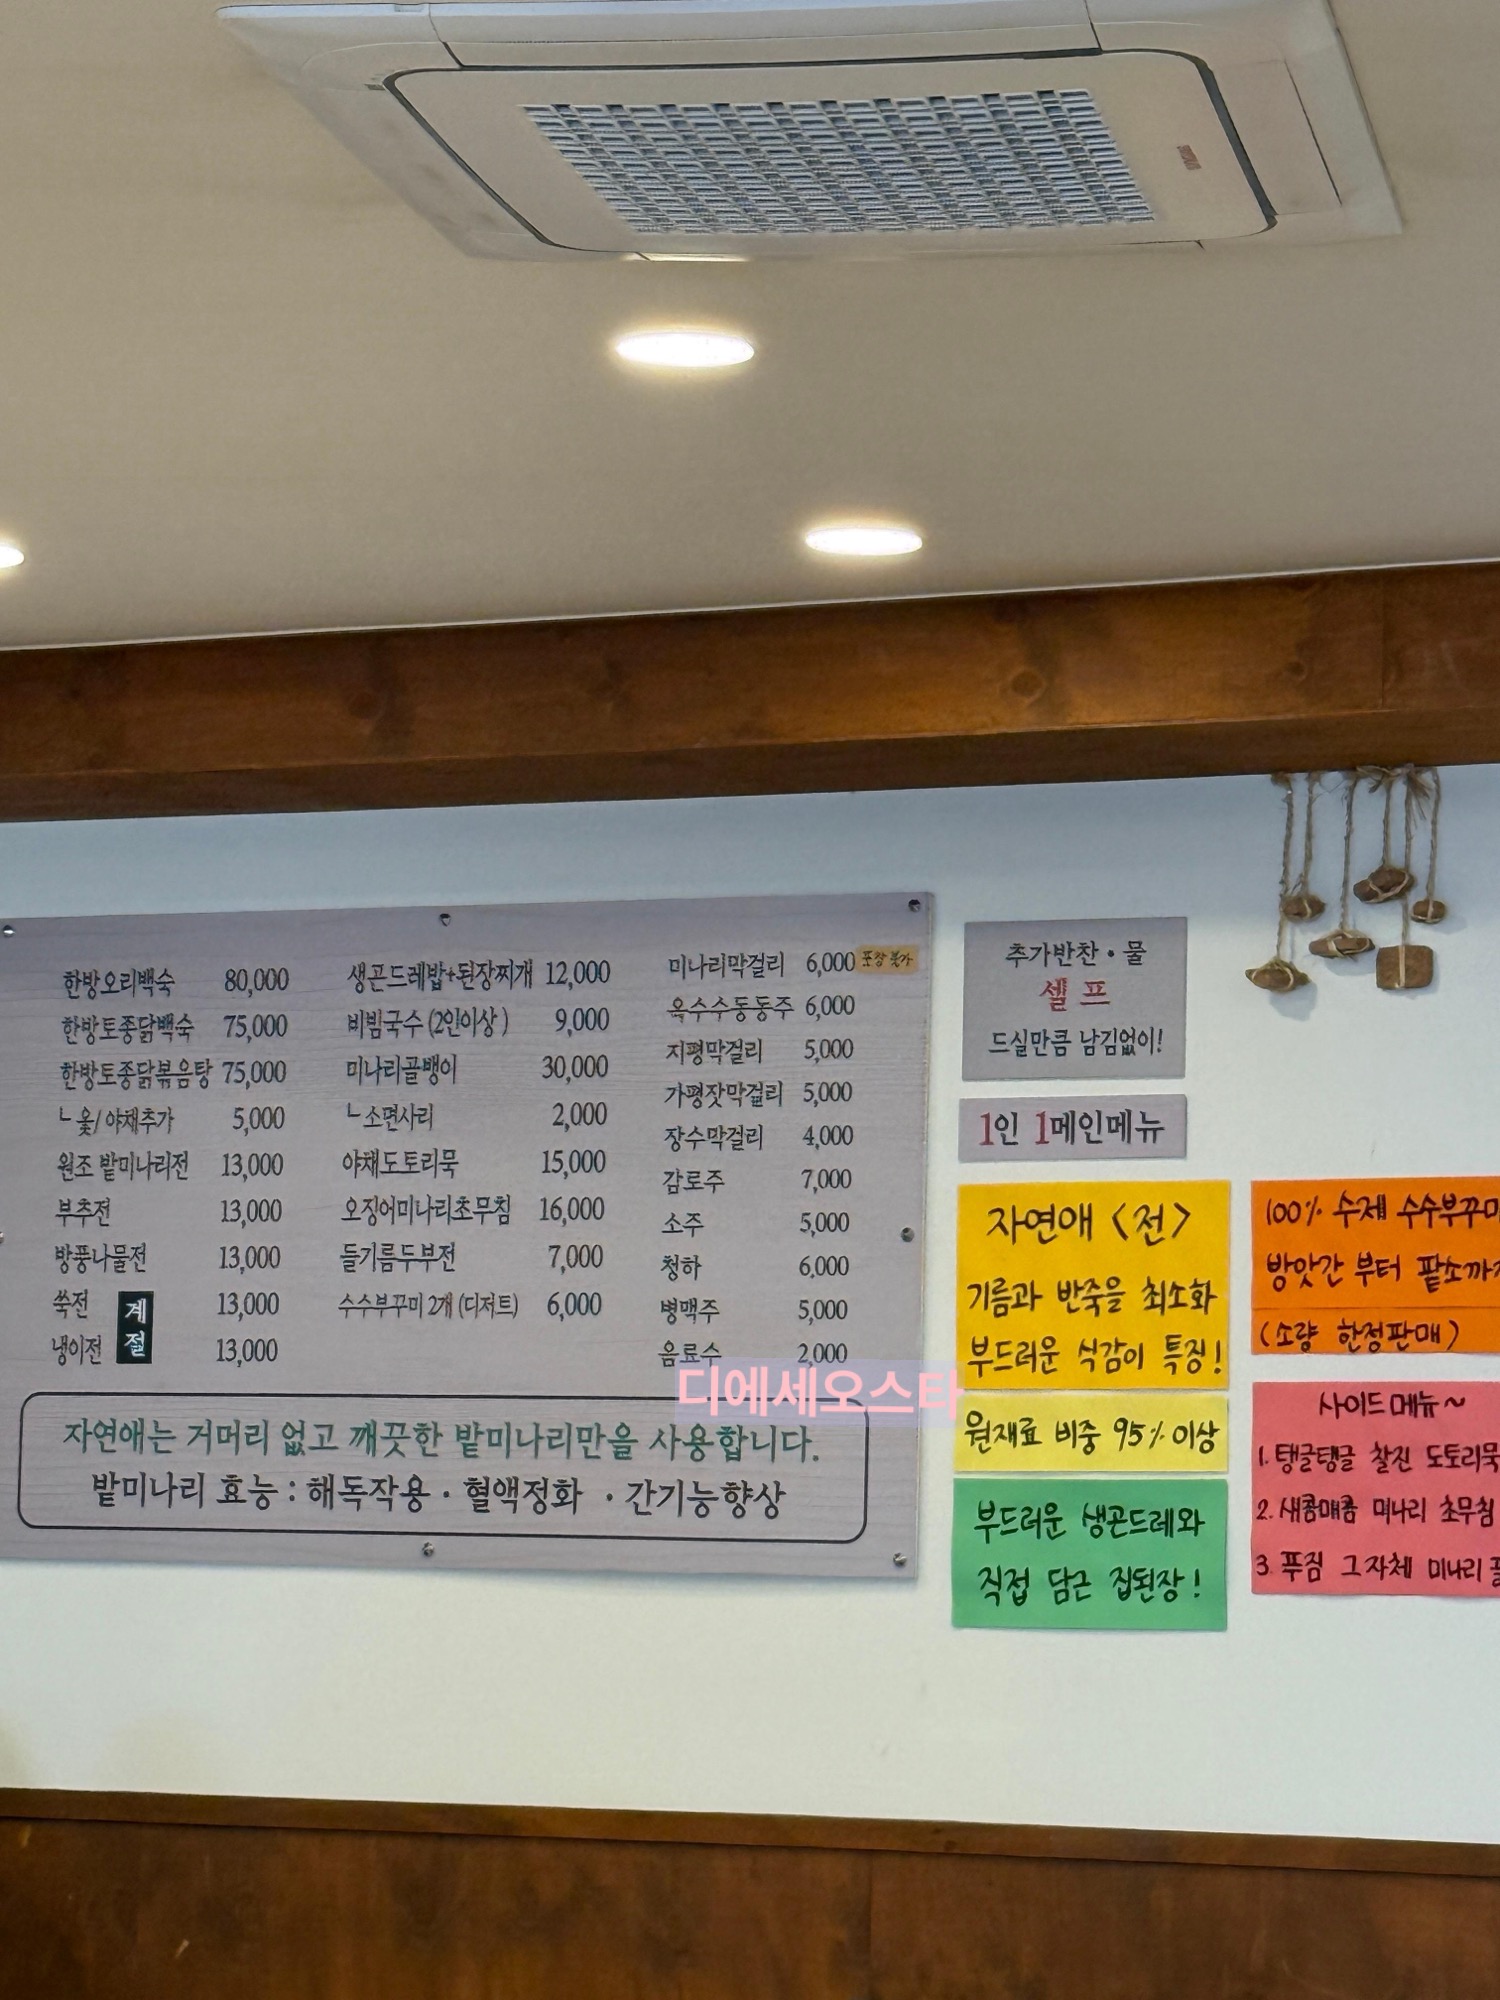 한방오리백숙 80,000
한방토종닭백숙 75,000
한방토종닭볶음탕 75,000
ㄴ옻/야채추가 5,000
원조 밭미나리전 13,000
부추전 13,000
방풍나물전 13,000
쑥전 13,000
냉이전 13,000
계절
생곤드레밥+된장찌개 12,000
비빔국수 (2인이상) 9,000
미나리골뱅이 30,000
ㄴ소면사리 2,000
야채도토리묵 15,000
오징어미나리초무침 16,000
들기름두부전 7,000
수수부꾸미 2개 (디저트) 6,000
미나리막걸리 6,000 포장 불가
옥수수동동주 6,000
지평막걸리 5,000
가평잣막걸리 5,000
장수막걸리 4,000
감로주 7,000
소주 5,000
청하 6,000
병맥주 5,000
음료수 2,000
디에세오스타
자연애는 거머리 없고 깨끗한 밭미나리만을 사용합니다.
밭미나리 효능 : 해독작용 · 혈액정화 · 간기능향상
추가반찬 · 물
셀프
드실만큼 남김없이!
1인 1메인메뉴
자연애 <전>
기름과 반죽을 최소화
부드러운 식감이 특징!
원재료 비중 95% 이상
부드러운 생곤드레와
직접 담근 집된장!
100% 수제 수수부꾸미
방앗간 부터 팥소까지
(소량 한정판매)
사이드메뉴~
1. 탱글탱글 찰진 도토리묵
2. 새콤매콤 미나리 초무침
3. 푸짐 그자체 미나리